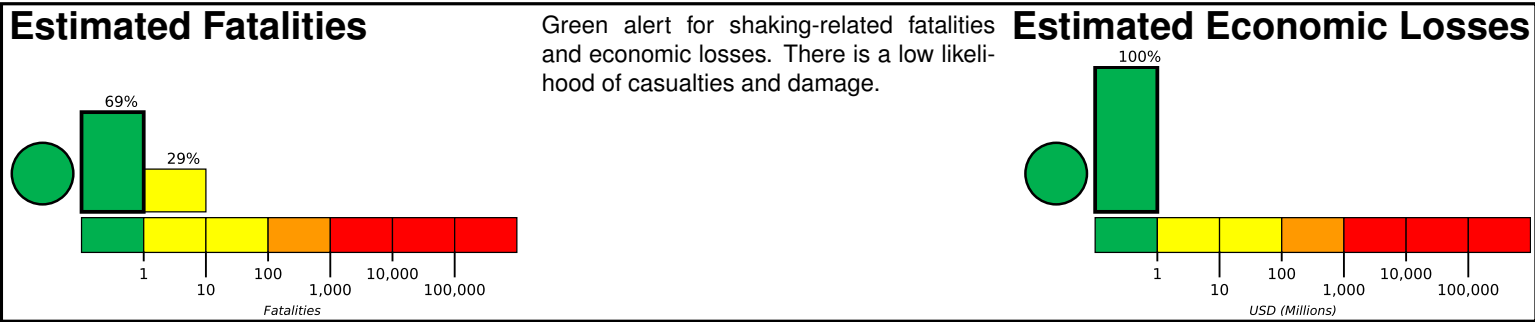 Estimated Fatalities
69%
29%
1
10
100
1,000
10,000
100,000
Fatalities
Green alert for shaking-related fatalities
and economic losses. There is a low likeli-
hood of casualties and damage.
Estimated Economic Losses
100%
1
10
100
1,000
10,000
100,000
USD (Millions)